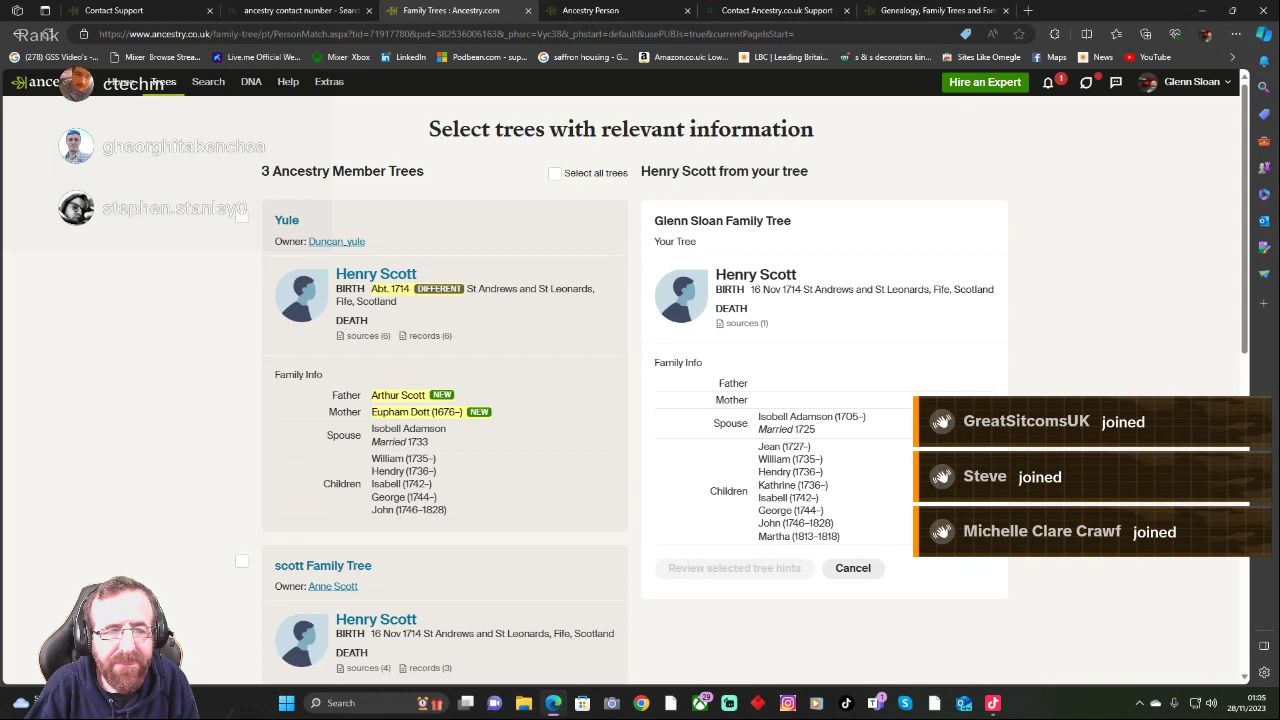 Contact Support
ancestry contact number - Searc
Family Trees : Ancestry.com
Ancestry Person
Contact Ancestry.co.uk Support
Genealogy, Family Trees and Fam
https://www.ancestry.co.uk/family-tree/pt/PersonMatch.aspx?tid=71917780&pid=382536006163&_phsrc=Vyc38&_phstart=default&usePUBJs=true&currentPageIsStart=
(278) GSS Videos -...
Mixer Browse Strea...
Live.me Official We...
Mixer Xbox
LinkedIn
Podbean.com - sup...
saffron housing - G...
Amazon.co.uk Low...
LBC | Leading Britai...
s & s decorators kin...
Sites Like Omegle
Maps
News
YouTube
Trees
Search
DNA
Help
Extras
Hire an Expert
1
Glenn Sloan
ctechin
gheorghitabenchea
stephen.stanley0
Select trees with relevant information
3 Ancestry Member Trees
Select all trees
Henry Scott from your tree
Yule
Owner: Duncan_yule
Henry Scott
BIRTH Abt. 1714 DIFFERENT St Andrews and St Leonards,
Fife, Scotland
DEATH
sources (6) records (6)
Family Info
Father Arthur Scott NEW
Mother Eupham Dott (1676–) NEW
Spouse Isobell Adamson
Married 1733
Children William (1735–)
Hendry (1736–)
Isabell (1742–)
George (1744–)
John (1746–1828)
scott Family Tree
Owner: Anne Scott
Henry Scott
BIRTH 16 Nov 1714 St Andrews and St Leonards, Fife, Scotland
DEATH
sources (4) records (3)
Glenn Sloan Family Tree
Your Tree
Henry Scott
BIRTH 16 Nov 1714 St Andrews and St Leonards, Fife, Scotland
DEATH
sources (1)
Family Info
Father
Mother
Spouse Isobell Adamson (1705–)
Married 1725
Children Jean (1727–)
William (1735–)
Hendry (1736–)
Kathrine (1736–)
Isabell (1742–)
George (1744–)
John (1746–1828)
Martha (1813–1818)
Review selected tree hints
Cancel
GreatSitcomsUK joined
Steve joined
Michelle Clare Crawf joined
Search
29
1
01:05
28/11/2023